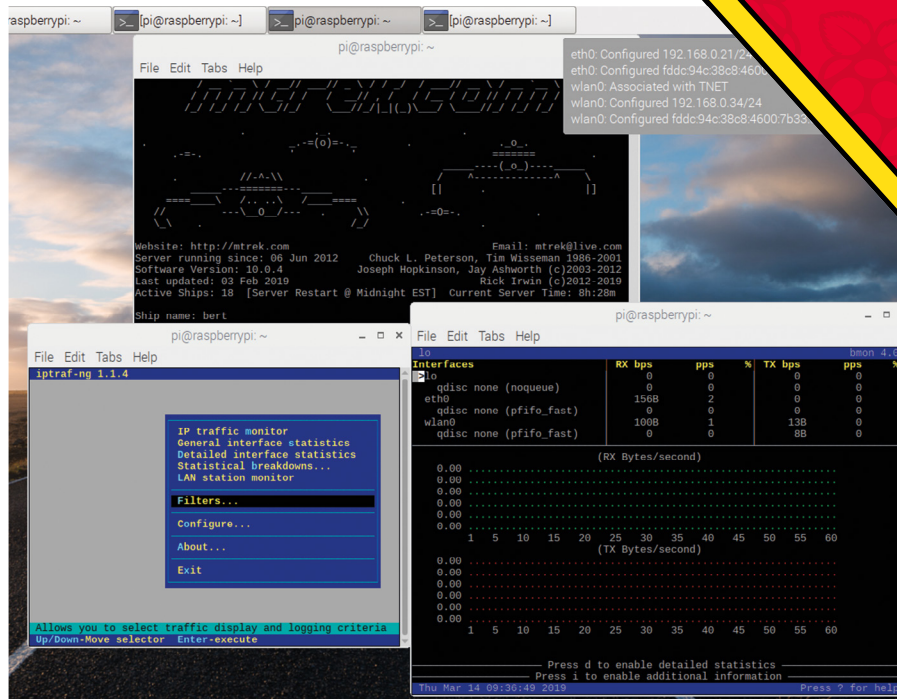 raspberrypi: ~
[pi@raspberrypi: ~]
pi@raspberrypi: ~
[pi@raspberrypi: ~]
pi@raspberrypi: ~
File Edit Tabs Help
eth0: Configured 192.168.0.21/24
eth0: Configured fddc:94c:38c8:4600
wlan0: Associated with TNET
wlan0: Configured 192.168.0.34/24
wlan0: Configured fddc:94c:38c8:4600:7b33
mtrek.com
Website: http://mtrek.com Email: mtrek@live.com
Server running since: 06 Jun 2012 Chuck L. Peterson, Tim Wisseman 1986-2001
Software Version: 10.0.4 Joseph Hopkinson, Jay Ashworth (c)2003-2012
Last updated: 03 Feb 2019 Rick Irwin (c)2012-2019
Active Ships: 18 [Server Restart @ Midnight EST] Current Server Time: 8h:28m
Ship name: bert
pi@raspberrypi: ~
File Edit Tabs Help
iptraf-ng 1.1.4
IP traffic monitor
General interface statistics
Detailed interface statistics
Statistical breakdowns...
LAN station monitor
Filters...
Configure...
About...
Exit
Allows you to select traffic display and logging criteria
Up/Down-Move selector Enter-execute
pi@raspberrypi: ~
File Edit Tabs Help
lo bmon 4.0
Interfaces RX bps pps % TX bps pps %
>lo 0 0 0 0
qdisc none (noqueue) 0 0 0 0
eth0 156B 2 0 0
qdisc none (pfifo_fast) 0 0 0 0
wlan0 100B 1 13B 0
qdisc none (pfifo_fast) 0 0 8B 0
(RX Bytes/second)
0.00
0.00
0.00
0.00
0.00
0.00
1 5 10 15 20 25 30 35 40 45 50 55 60
(TX Bytes/second)
0.00
0.00
0.00
0.00
0.00
0.00
1 5 10 15 20 25 30 35 40 45 50 55 60
Press d to enable detailed statistics
Press i to enable additional information
Thu Mar 14 09:36:49 2019 Press ? for help